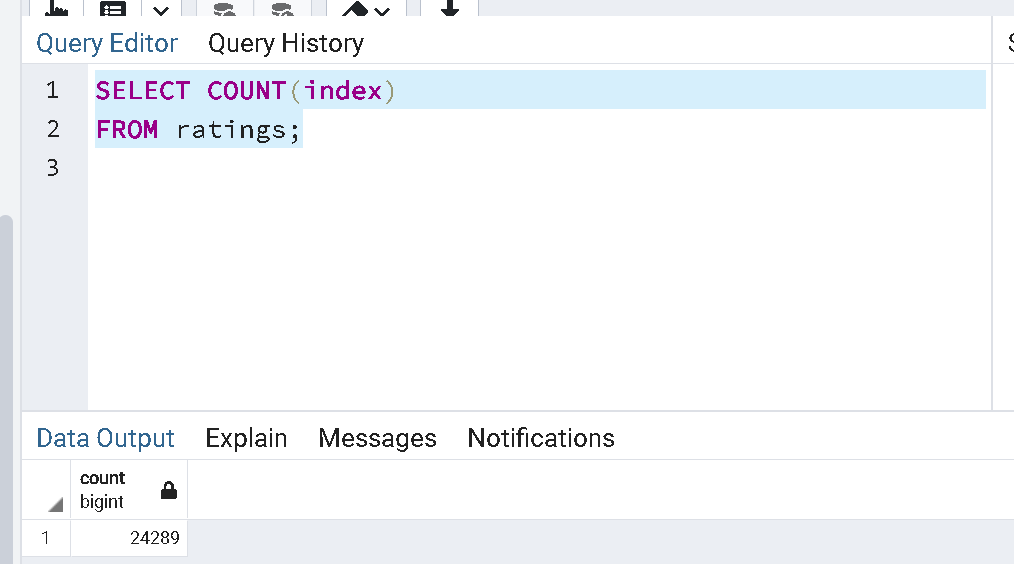 Query Editor Query History
1 SELECT COUNT(index)
2 FROM ratings;
3
Data Output Explain Messages Notifications
count
bigint
1 24289